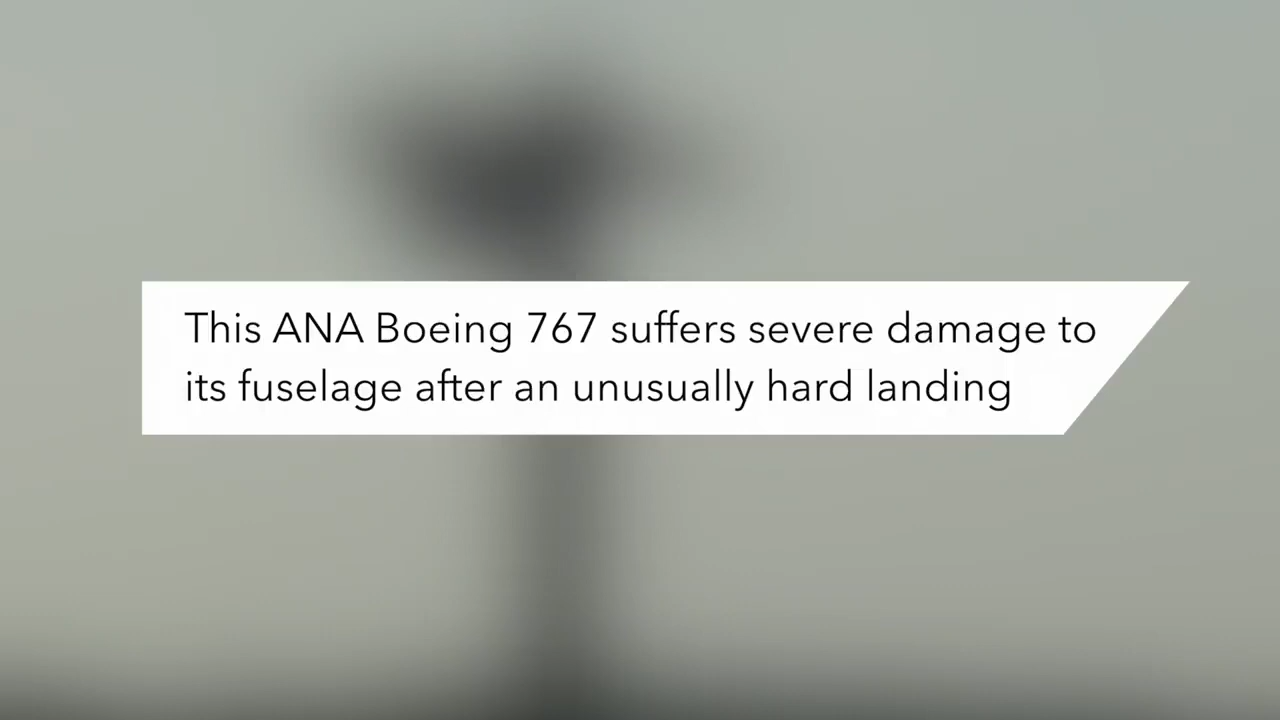 This ANA Boeing 767 suffers severe damage to
its fuselage after an unusually hard landing